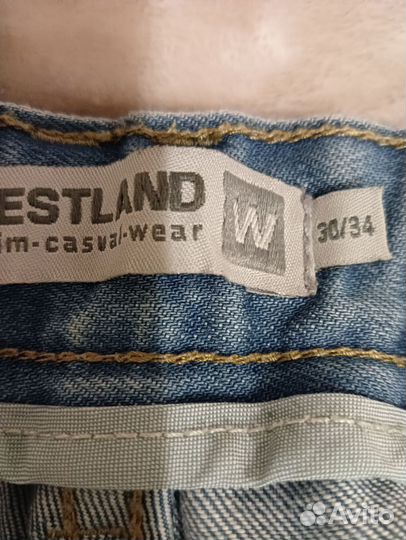 ESTLAND
im-casual-wear
W
30/34
Avito